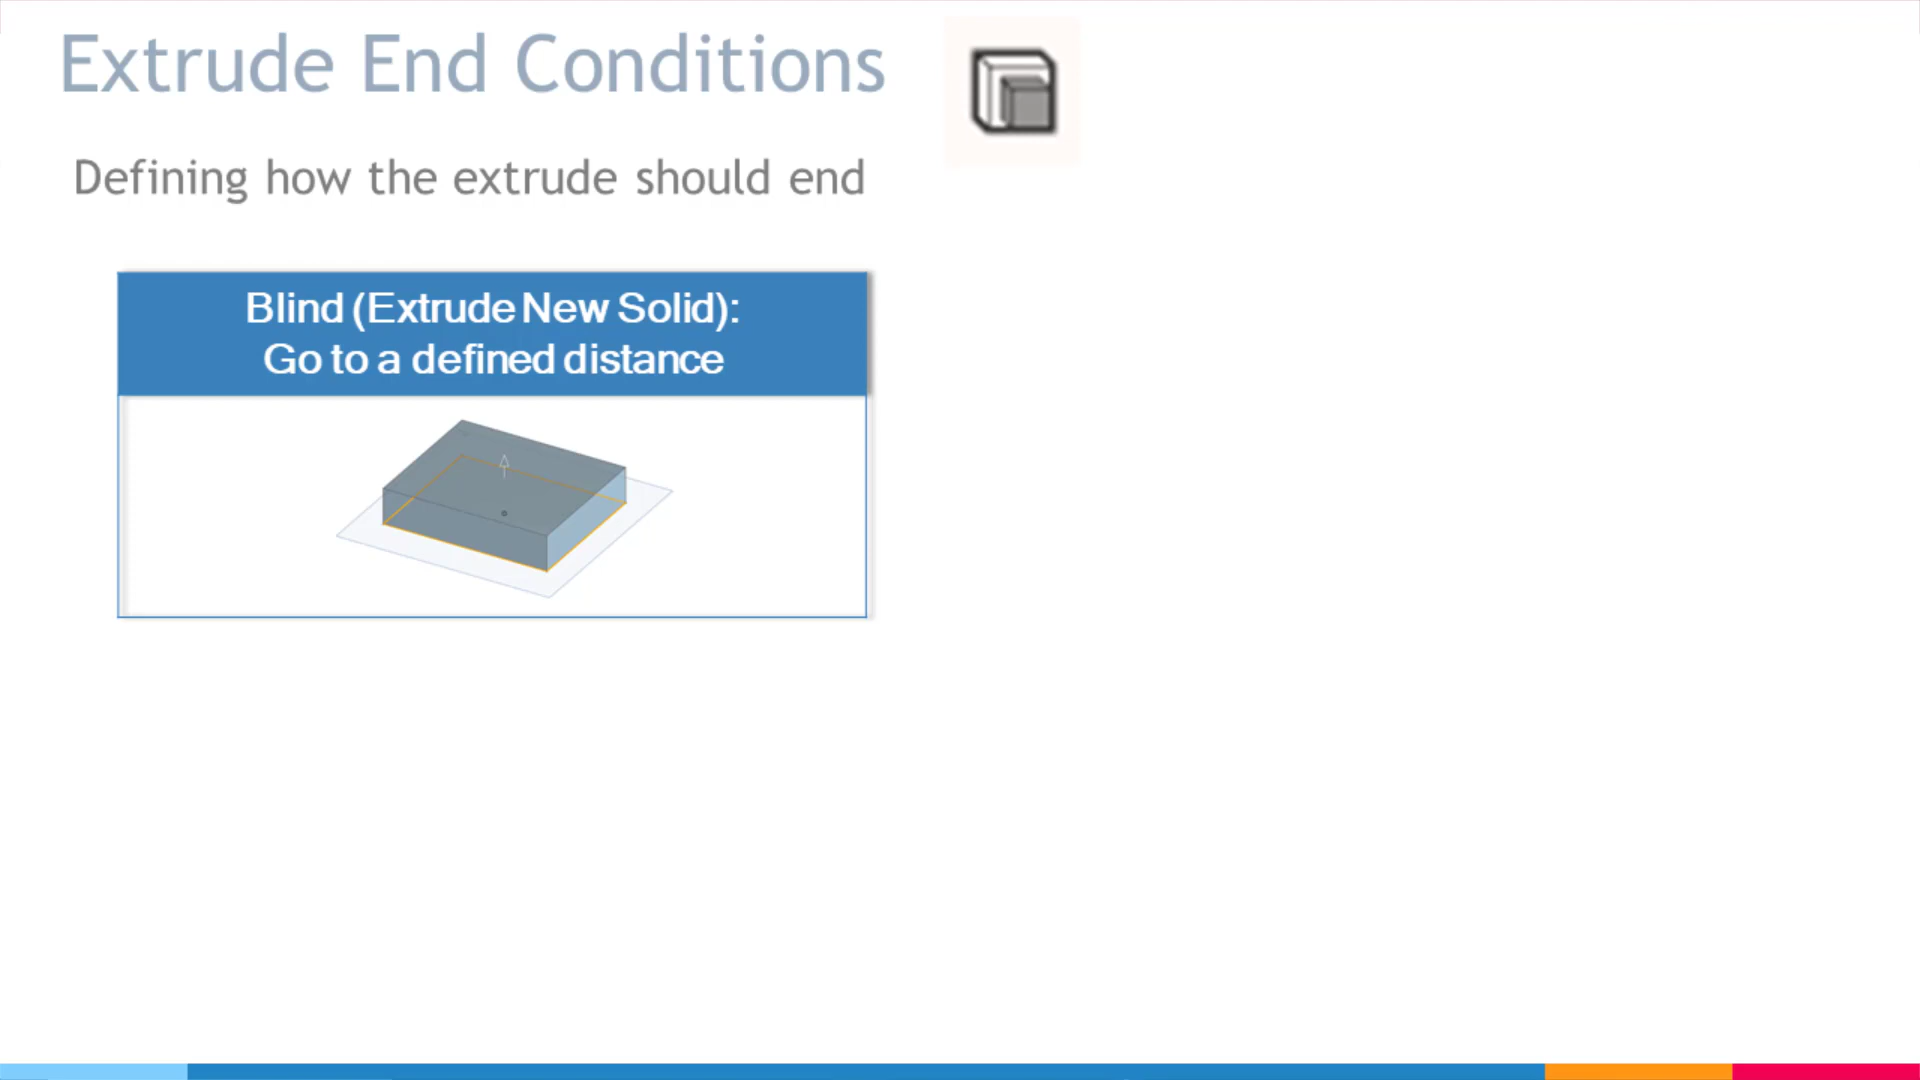 Extrude End Conditions
Defining how the extrude should end
Blind (Extrude New Solid):
Go to a defined distance